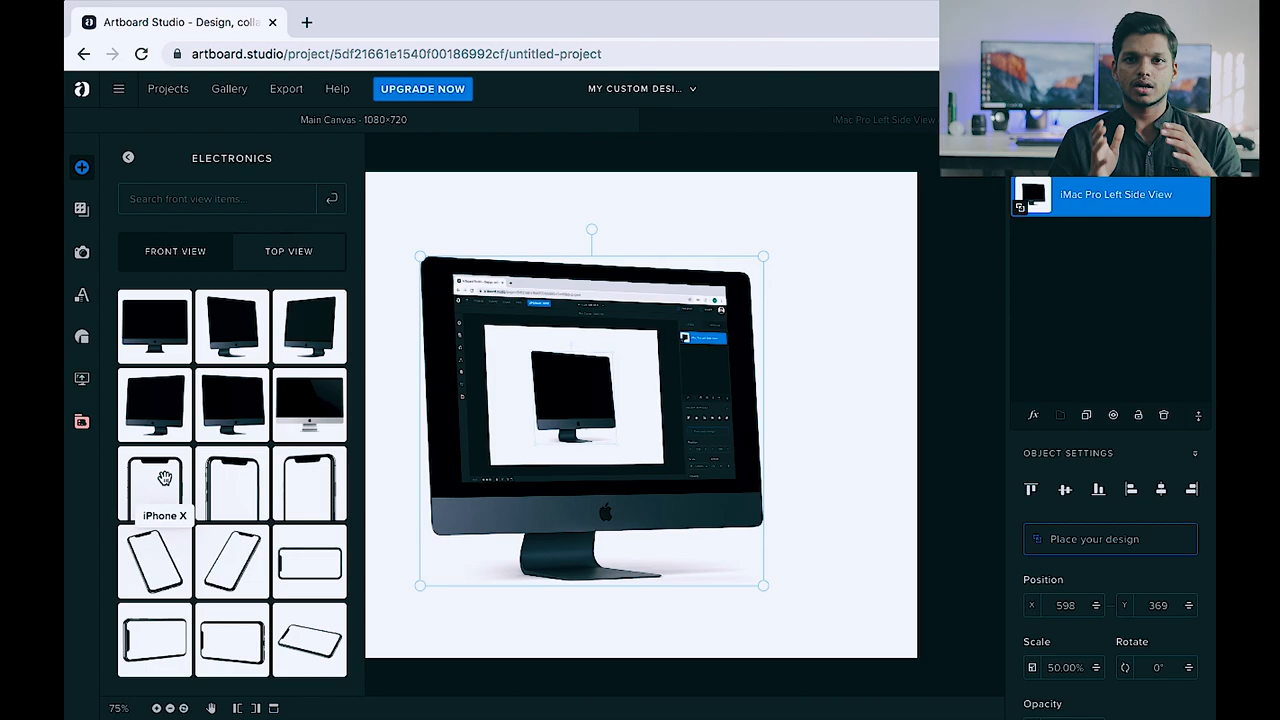 Artboard Studio - Design, colla
artboard.studio/project/5df21661e1540f00186992cf/untitled-project
Projects
Gallery
Export
Help
UPGRADE NOW
MY CUSTOM DESI...
Main Canvas - 1080×720
iMac Pro Left Side View
ELECTRONICS
Search front view items...
FRONT VIEW
TOP VIEW
iPhone X
iMac Pro Left Side View
fx
OBJECT SETTINGS
Place your design
Position
X 598
Y 369
Scale
Rotate
50.00%
0°
Opacity
75%